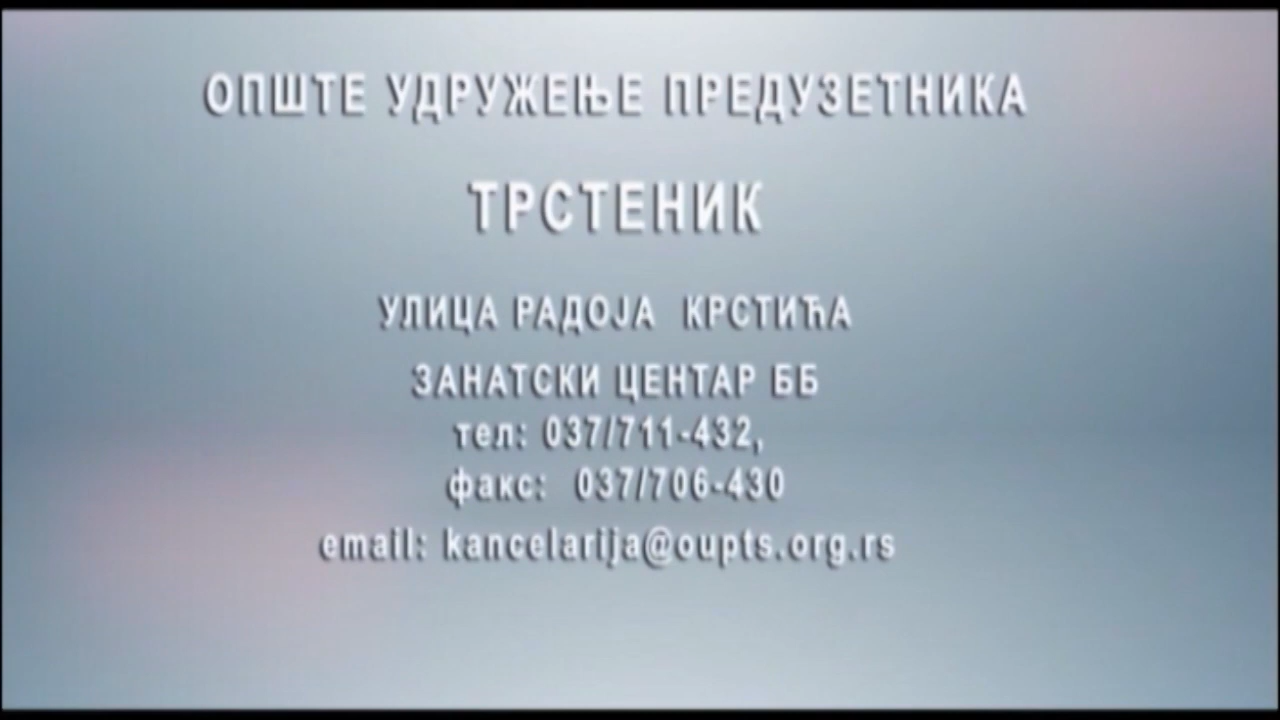 ОПШТЕ УДРУЖЕЊЕ ПРЕДУЗЕТНИКА
ТРСТЕНИК
УЛИЦА РАДОЈА КРСТИЋА
ЗАНАТСКИ ЦЕНТАР ББ
тел: 037/711-432,
факс: 037/706-430
email: kancelarija@oupts.org.rs